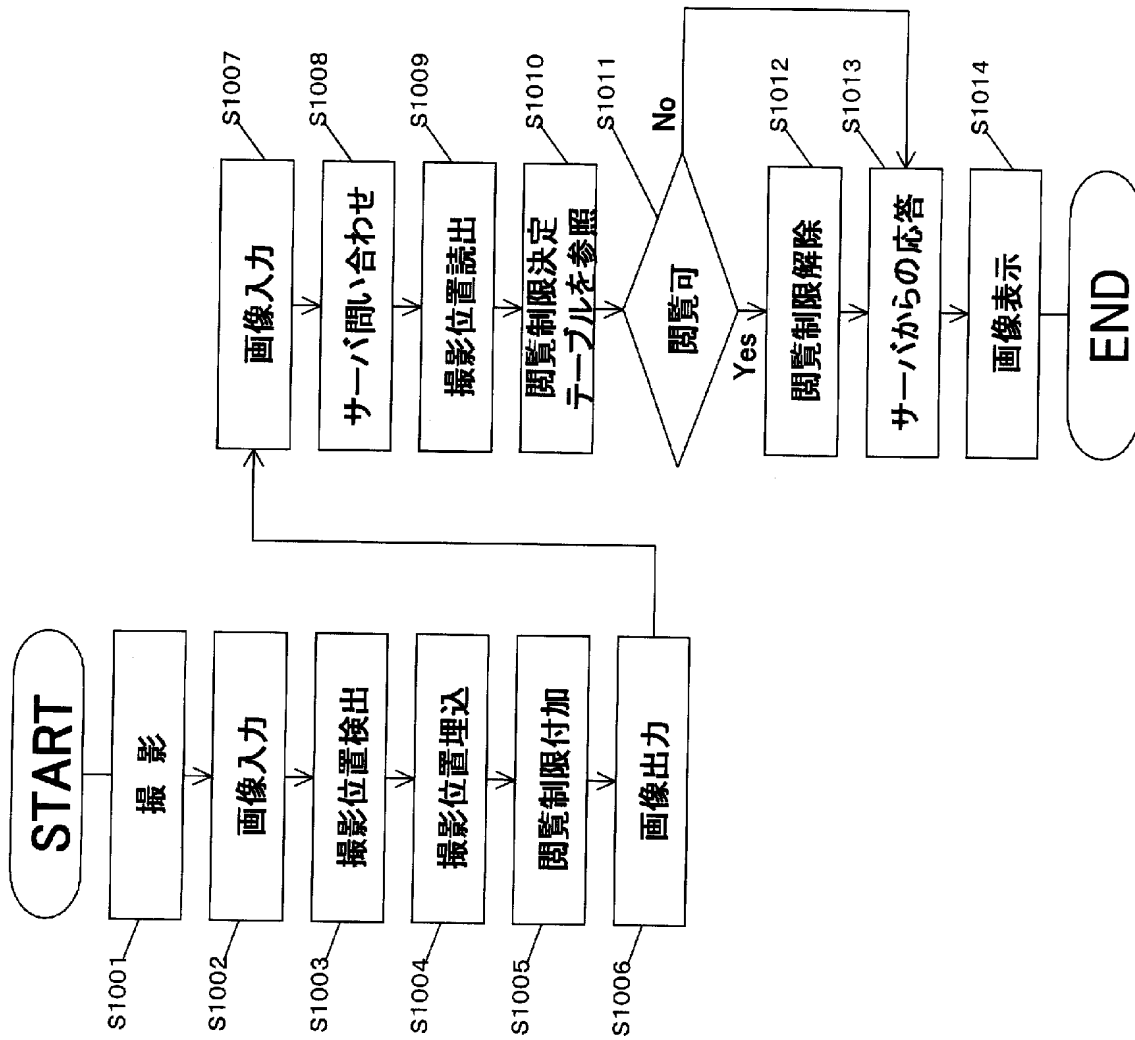 START
S1001
撮 影
S1002
画像入力
S1003
撮影位置検出
S1004
撮影位置埋込
S1005
閲覧制限付加
S1006
画像出力
S1007
画像入力
S1008
サーバ問い合わせ
S1009
撮影位置読出
S1010
閲覧制限決定
テーブルを参照
S1011
閲覧可
No
Yes
S1012
閲覧制限解除
S1013
サーバからの応答
S1014
画像表示
END